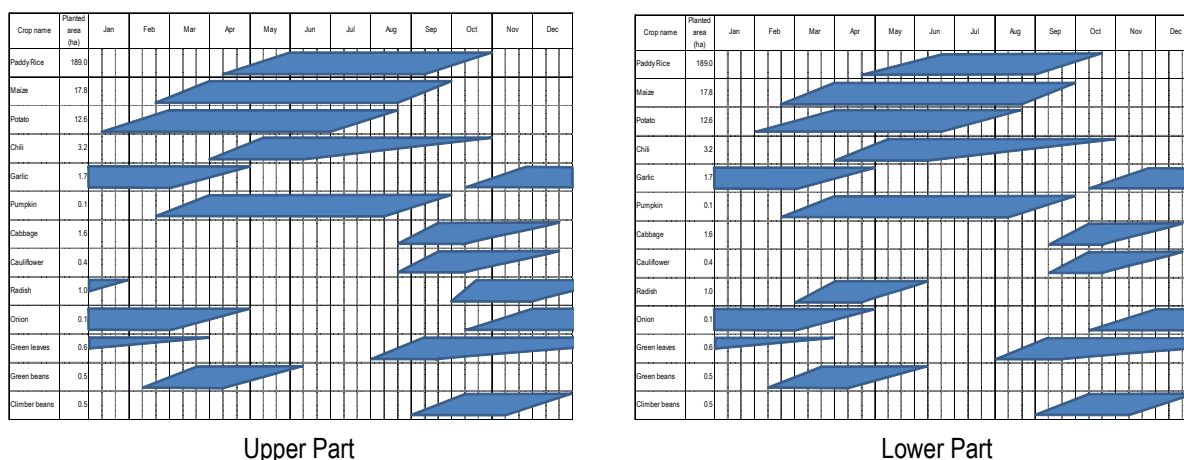 Crop name Planted area (ha) Jan Feb Mar Apr May Jun Jul Aug Sep Oct Nov Dec
Paddy Rice 189.0
Maize 17.8
Potato 12.6
Chili 3.2
Garlic 1.7
Pumpkin 0.1
Cabbage 1.6
Cauliflower 0.4
Radish 1.0
Onion 0.1
Green leaves 0.6
Green beans 0.5
Climber beans 0.5
Upper Part
Crop name Planted area (ha) Jan Feb Mar Apr May Jun Jul Aug Sep Oct Nov Dec
Paddy Rice 189.0
Maize 17.8
Potato 12.6
Chili 3.2
Garlic 1.7
Pumpkin 0.1
Cabbage 1.6
Cauliflower 0.4
Radish 1.0
Onion 0.1
Green leaves 0.6
Green beans 0.5
Climber beans 0.5
Lower Part